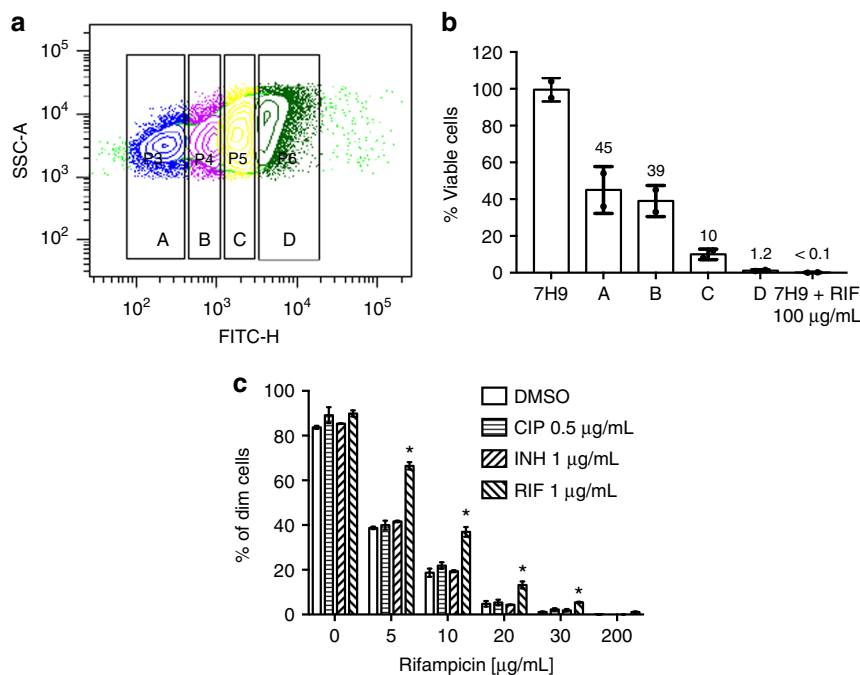 a
SSC-A
10^5
10^4
10^3
10^2
P3 P4 P5 P6
A B C D
10^2 10^3 10^4 10^5
FITC-H
b
% Viable cells
120
100
80
60
40
20
0
45
39
10
1.2
< 0.1
7H9 A B C D 7H9 + RIF
100 μg/mL
c
% of dim cells
100
80
60
40
20
0
DMSO
CIP 0.5 μg/mL
INH 1 μg/mL
RIF 1 μg/mL
* * * *
0 5 10 20 30 200
Rifampicin [μg/mL]